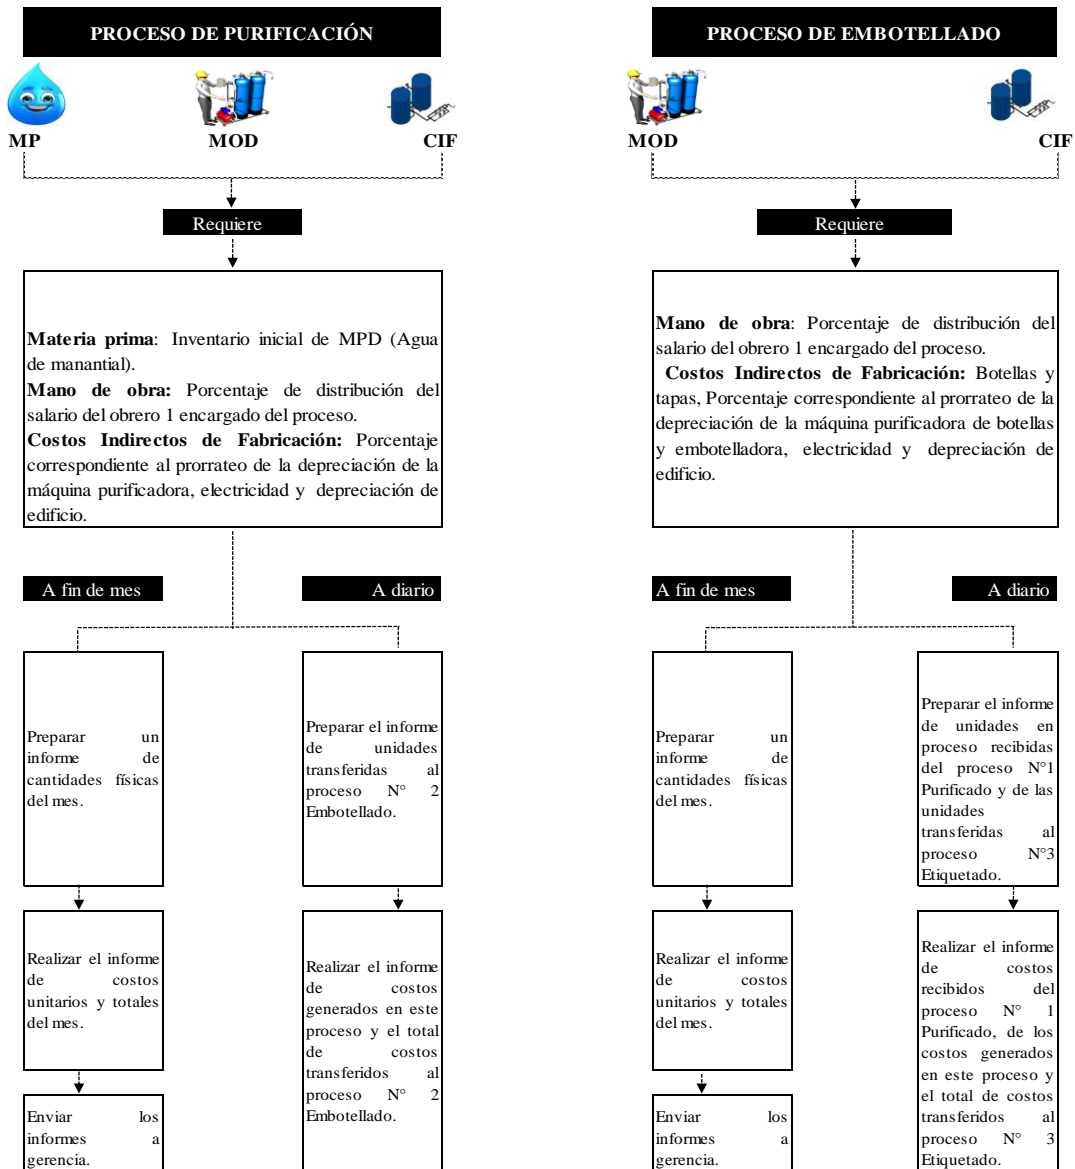 PROCESO DE PURIFICACIÓN
MP
MOD
CIF
Requiere
Materia prima: Inventario inicial de MPD (Agua
de manantial).
Mano de obra: Porcentaje de distribución del
salario del obrero 1 encargado del proceso.
Costos Indirectos de Fabricación: Porcentaje
correspondiente al prorrateo de la depreciación de la
máquina purificadora, electricidad y depreciación de
edificio.
A fin de mes
Preparar un
informe de
cantidades físicas
del mes.
Realizar el informe
de costos
unitarios y totales
del mes.
Enviar los
informes a
gerencia.
A diario
Preparar el informe
de unidades
transferidas al
proceso N° 2
Embotellado.
Realizar el informe
de costos
generados en este
proceso y el total
de costos
transferidos al
proceso N° 2
Embotellado.
PROCESO DE EMBOTELLADO
MOD
CIF
Requiere
Mano de obra: Porcentaje de distribución del
salario del obrero 1 encargado del proceso.
Costos Indirectos de Fabricación: Botellas y
tapas, Porcentaje correspondiente al prorrateo de la
depreciación de la máquina purificadora de botellas
y embotelladora, electricidad y depreciación de
edificio.
A fin de mes
Preparar un
informe de
cantidades físicas
del mes.
Realizar el informe
de costos
unitarios y totales
del mes.
Enviar los
informes a
gerencia.
A diario
Preparar el informe
de unidades en
proceso recibidas
del proceso N°1
Purificado y de las
unidades
transferidas al
proceso N°3
Etiquetado.
Realizar el informe
de costos
recibidos del
proceso N° 1
Purificado, de los
costos generados
en este proceso y
el total de costos
transferidos al
proceso N° 3
Etiquetado.